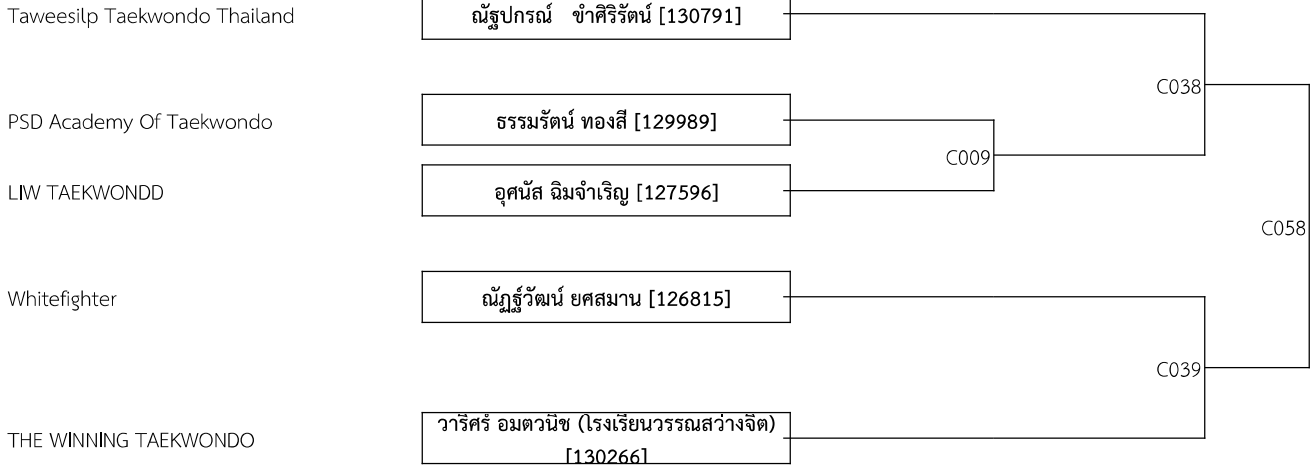 Taweesilp Taekwondo Thailand
ณัฐปกรณ์ ขำศิริรัตน์ [130791]
C038
PSD Academy Of Taekwondo
ธรรมรัตน์ ทองสี [129989]
C009
LIW TAEKWONDD
อุศนัส ฉิมจำเริญ [127596]
C058
Whitefighter
ณัฏฐ์วัฒน์ ยศสมาน [126815]
C039
THE WINNING TAEKWONDO
วาริศร์ อมตวนิช (โรงเรียนวรรณสว่างจิต)
[130266]